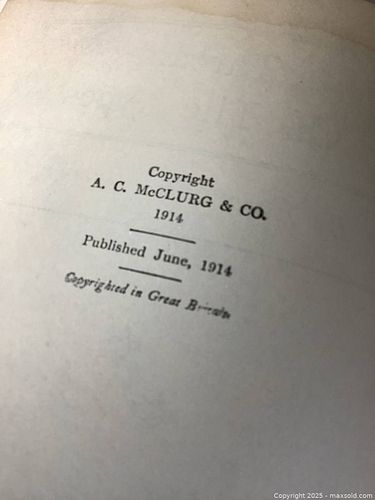 Copyright
A. C. McCLURG & CO.
1914
Published June, 1914
Copyrighted in Great Britain
Copyright 2025 - maxsold.com